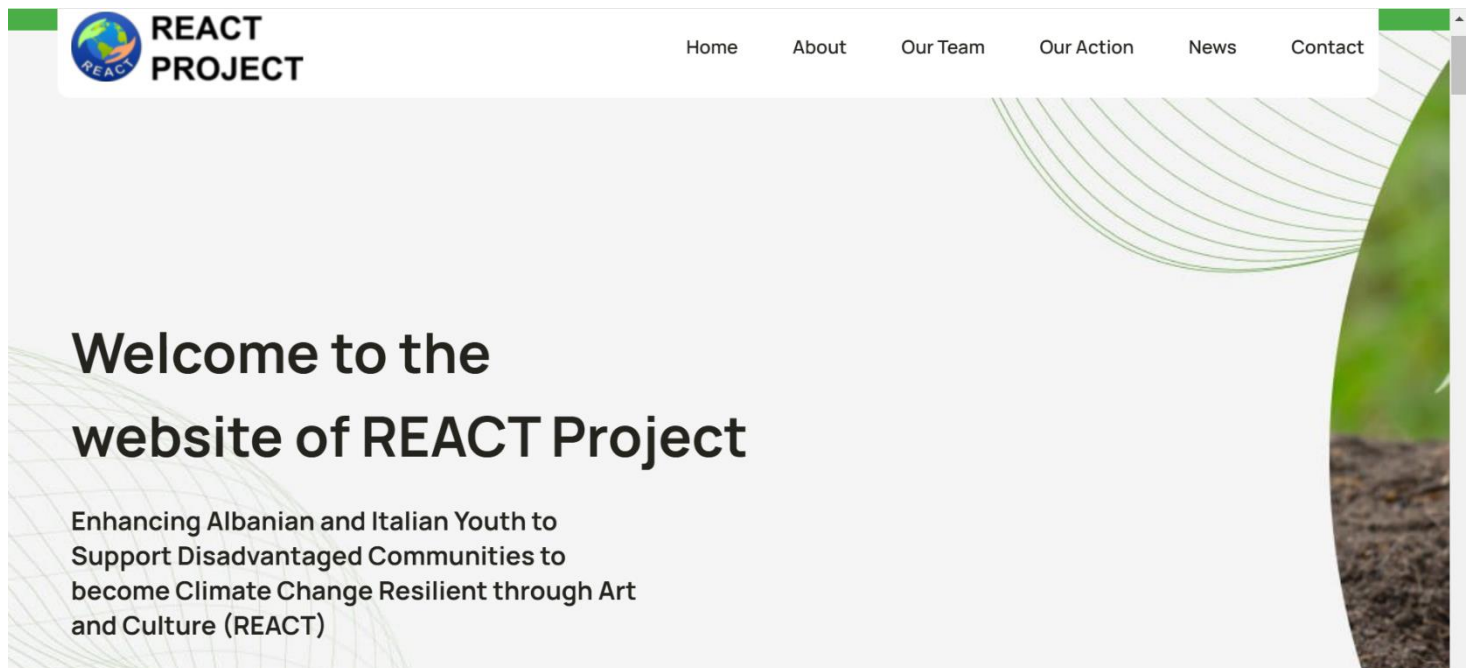 REACT
PROJECT
REACT
Home About Our Team Our Action News Contact
Welcome to the
website of REACT Project
Enhancing Albanian and Italian Youth to
Support Disadvantaged Communities to
become Climate Change Resilient through Art
and Culture (REACT)